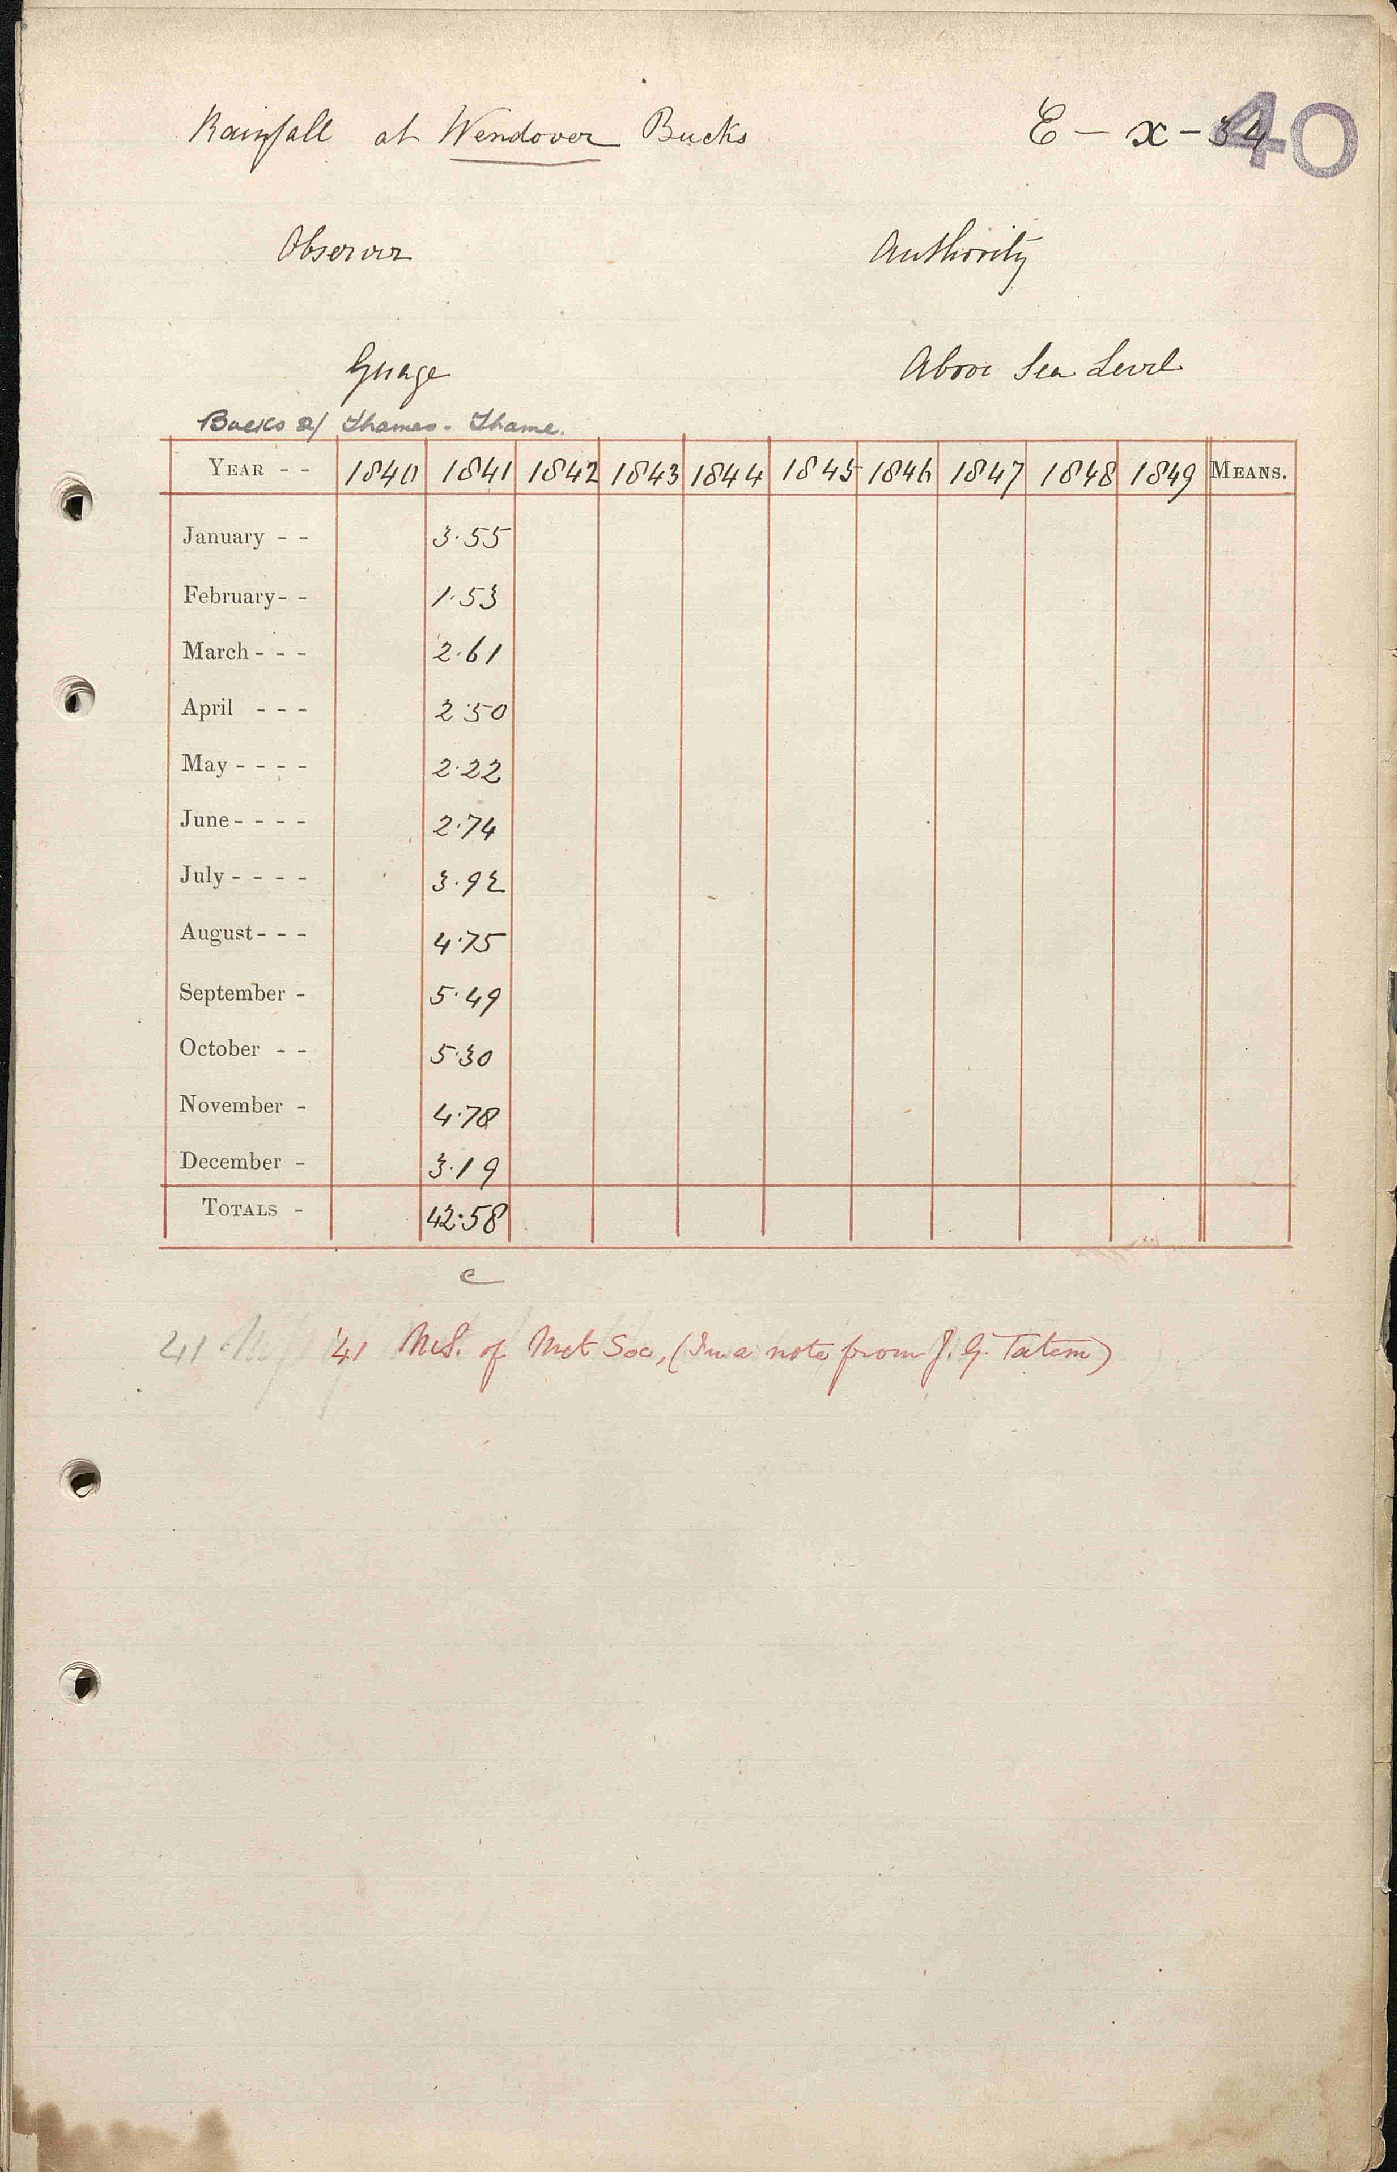 Rainfall at Wendover Bucks E - x - 34 40
Observer Authority
Guage Above Sea Level
Bucks 2/ Thames - Thame.
YEAR - - 1840 1841 1842 1843 1844 1845 1846 1847 1848 1849 MEANS.
January - - 3.55
February - - 1.53
March - - - 2.61
April - - - 2.50
May - - - - 2.22
June - - - - 2.74
July - - - - 3.92
August - - - 4.75
September - 5.49
October - - 5.30
November - 4.78
December - 3.19
TOTALS - 42.58
c
41 '41 MS. of Met Soc, (In a note from J. G. Tatem)